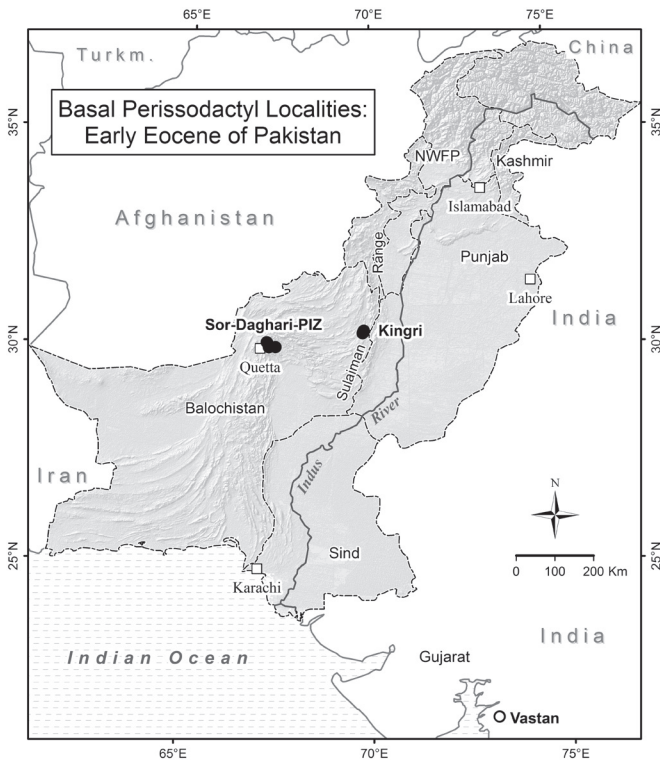 65°E 70°E 75°E
Turkm.
China
Basal Perissodactyl Localities:
Early Eocene of Pakistan
35°N 35°N
NWFP
Kashmir
Islamabad
Afghanistan
Range
Punjab
Lahore
India
Sor-Daghari-PIZ
Kingri
30°N 30°N
Quetta
Sulaiman
Balochistan
River
Iran
Indus
N
25°N 25°N
Sind
0 100 200 Km
Karachi
India
Indian Ocean
Gujarat
Vastan
65°E 70°E 75°E